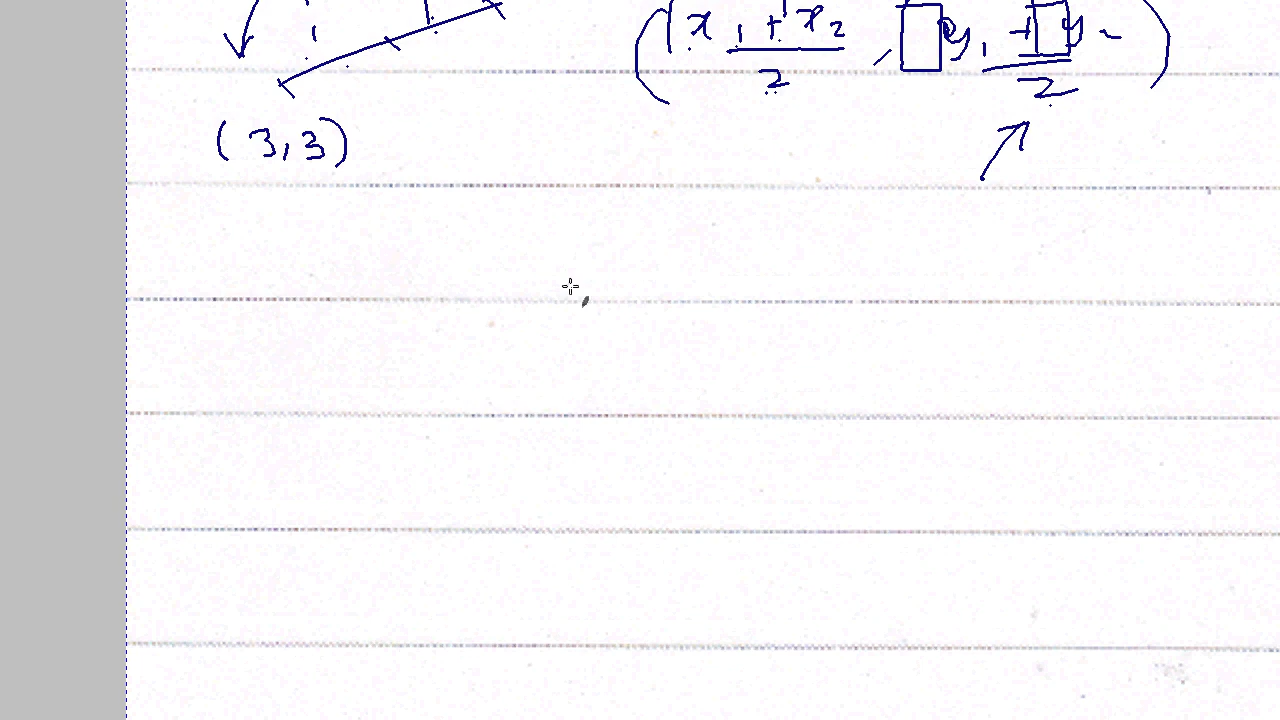 ( x₁ + x₂ / 2 , y₁ + y₂ / 2 )
(3,3)